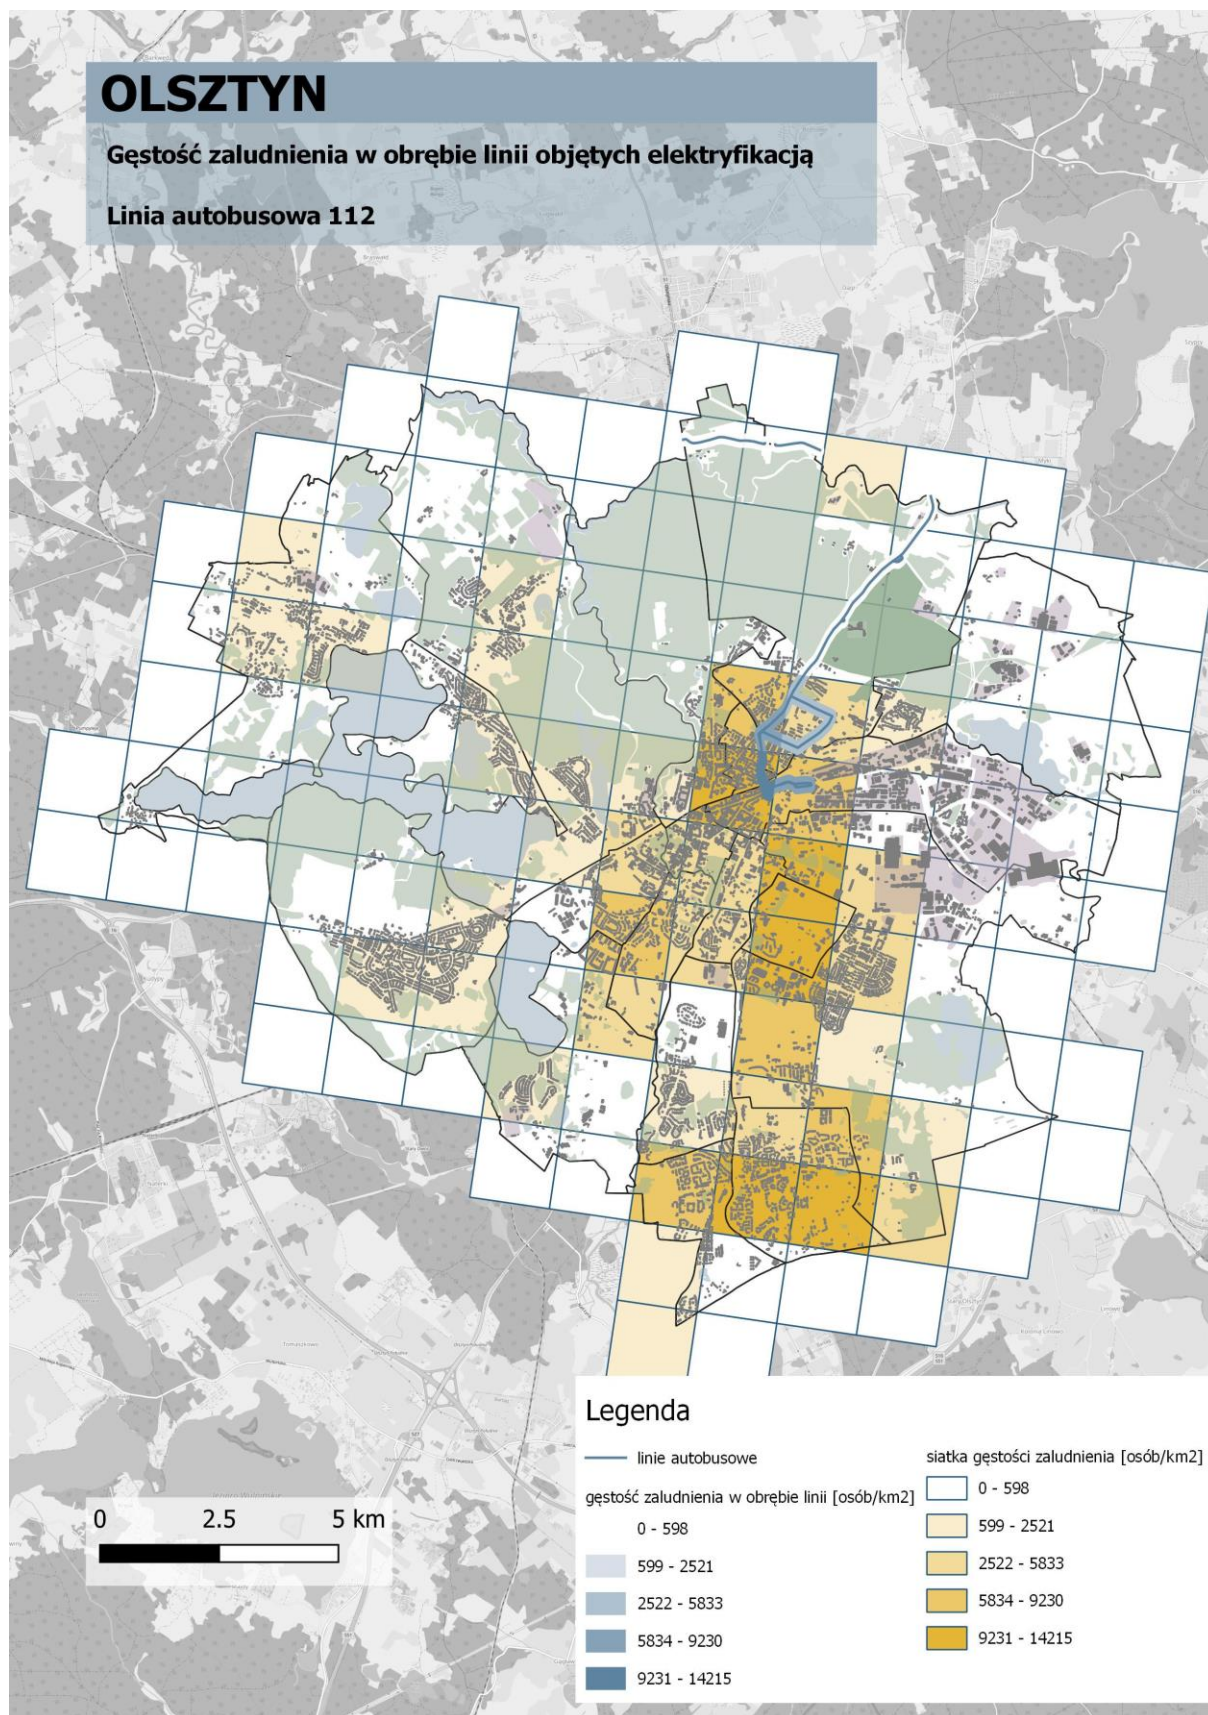 OLSZTYN
Gęstość zaludnienia w obrębie linii objętych elektryfikacją
Linia autobusowa 112
Legenda
linie autobusowe
gęstość zaludnienia w obrębie linii [osób/km2]
0 - 598
599 - 2521
2522 - 5833
5834 - 9230
9231 - 14215
siatka gęstości zaludnienia [osób/km2]
0 - 598
599 - 2521
2522 - 5833
5834 - 9230
9231 - 14215
0 2.5 5 km